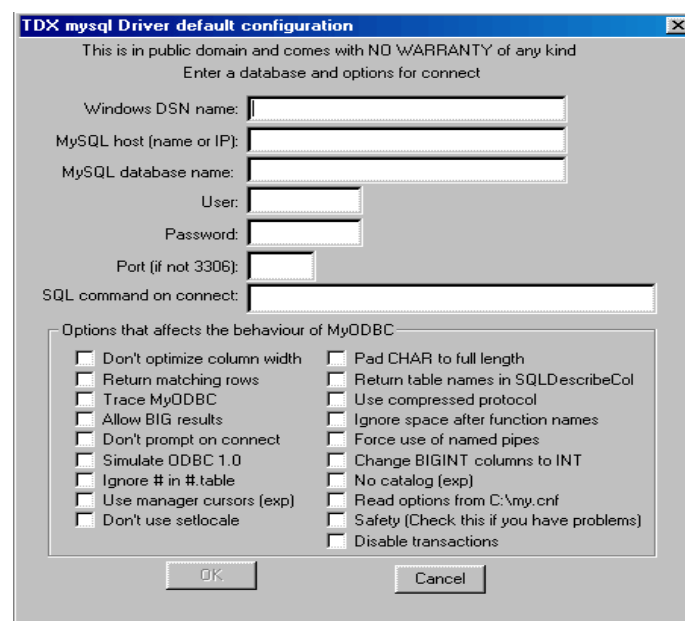 TDX mysql Driver default configuration
This is in public domain and comes with NO WARRANTY of any kind
Enter a database and options for connect
Windows DSN name:
MySQL host (name or IP):
MySQL database name:
User:
Password:
Port (if not 3306):
SQL command on connect:
Options that affects the behaviour of MyODBC
Don't optimize column width
Return matching rows
Trace MyODBC
Allow BIG results
Don't prompt on connect
Simulate ODBC 1.0
Ignore # in #.table
Use manager cursors (exp)
Don't use setlocale
Pad CHAR to full length
Return table names in SQLDescribeCol
Use compressed protocol
Ignore space after function names
Force use of named pipes
Change BIGINT columns to INT
No catalog (exp)
Read options from C:\my.cnf
Safety (Check this if you have problems)
Disable transactions
OK
Cancel